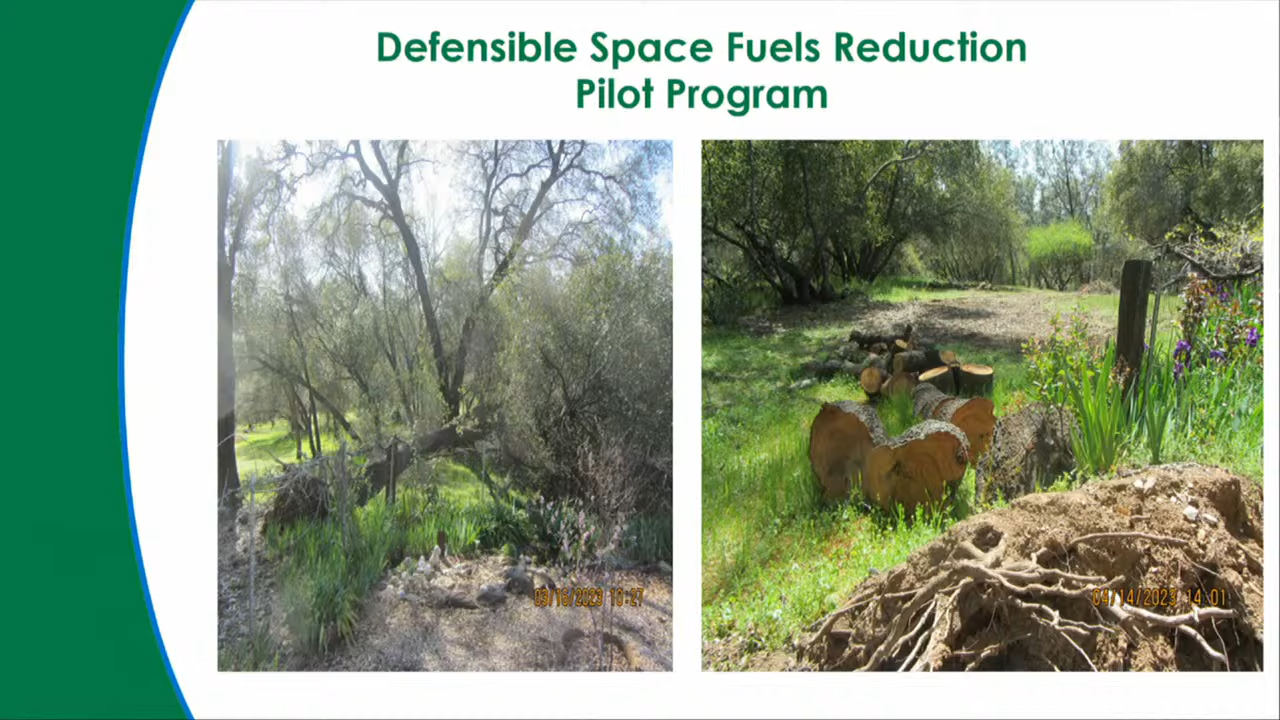 Defensible Space Fuels Reduction
Pilot Program
03/16/2023 10:27
04/14/2023 14:01